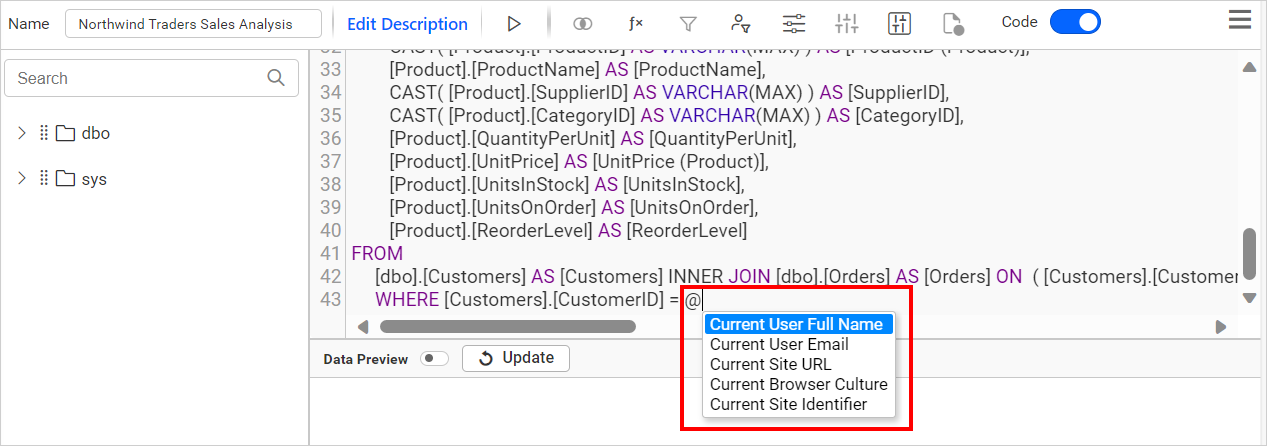 Name Northwind Traders Sales Analysis Edit Description f× Code
Search
dbo
sys
32 CAST( [Product].[ProductID] AS VARCHAR(MAX) ) AS [ProductID (Product)],
33 [Product].[ProductName] AS [ProductName],
34 CAST( [Product].[SupplierID] AS VARCHAR(MAX) ) AS [SupplierID],
35 CAST( [Product].[CategoryID] AS VARCHAR(MAX) ) AS [CategoryID],
36 [Product].[QuantityPerUnit] AS [QuantityPerUnit],
37 [Product].[UnitPrice] AS [UnitPrice (Product)],
38 [Product].[UnitsInStock] AS [UnitsInStock],
39 [Product].[UnitsOnOrder] AS [UnitsOnOrder],
40 [Product].[ReorderLevel] AS [ReorderLevel]
41 FROM
42 [dbo].[Customers] AS [Customers] INNER JOIN [dbo].[Orders] AS [Orders] ON ( [Customers].[Custome
43 WHERE [Customers].[CustomerID] = @
Current User Full Name
Current User Email
Current Site URL
Current Browser Culture
Current Site Identifier
Data Preview Update